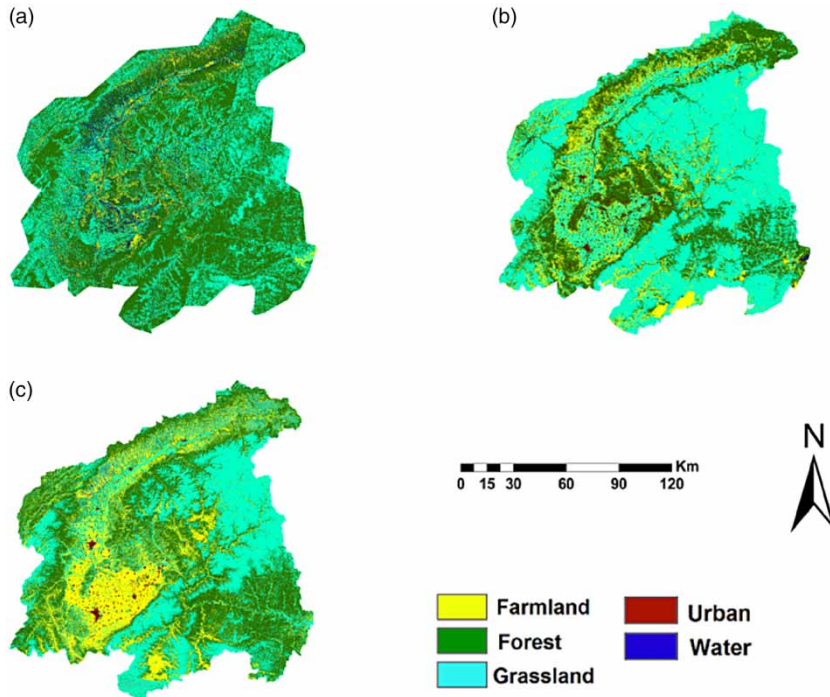 (a)
(b)
(c)
N
Km
0 15 30 60 90 120
Farmland
Urban
Forest
Water
Grassland